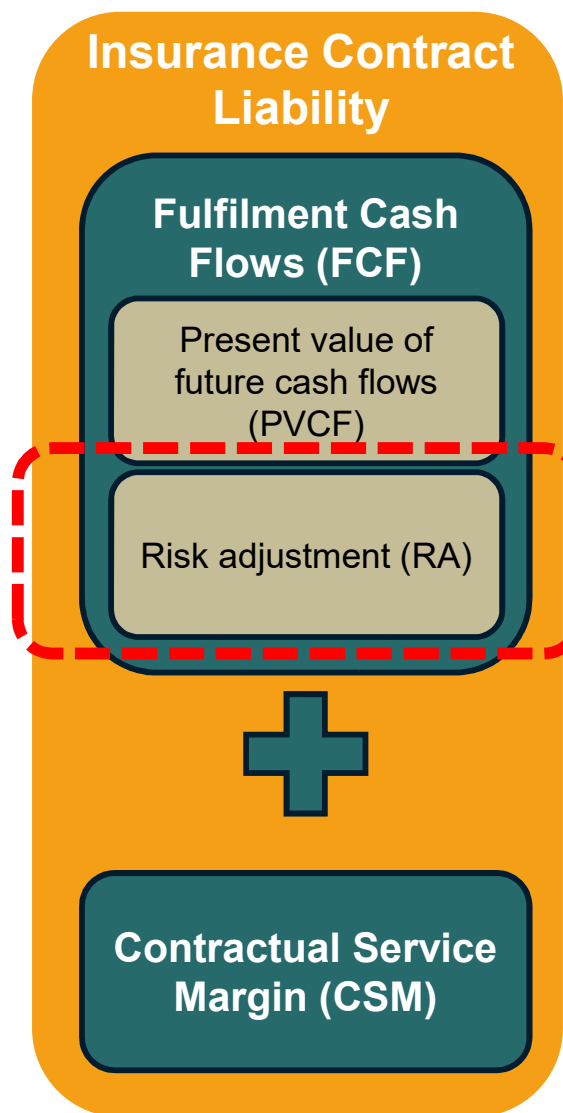 Insurance Contract
Liability
Fulfilment Cash
Flows (FCF)
Present value of
future cash flows
(PVCF)
Risk adjustment (RA)
Contractual Service
Margin (CSM)